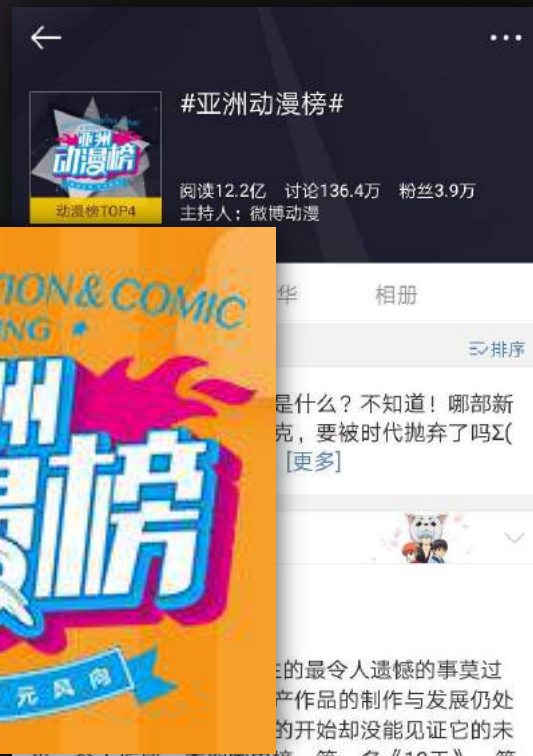 #亚洲动漫榜#
亚洲
动漫榜
动漫榜TOP4
阅读12.2亿 讨论136.4万 粉丝3.9万
主持人：微博动漫
华 相册
排序
ION & COMIC
NG
洲
漫榜
元风向
是什么？不知道！哪部新
克，要被时代抛弃了吗Σ(
[更多]
的最令人遗憾的事莫过
产作品的制作与发展仍处
的开始却没能见证它的未